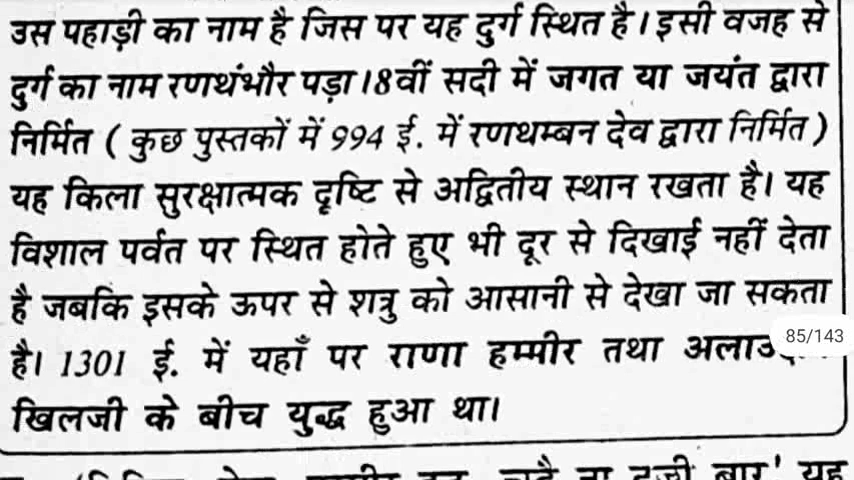 उस पहाड़ी का नाम है जिस पर यह दुर्ग स्थित है। इसी वजह से
दुर्ग का नाम रणथंभौर पड़ा।8वीं सदी में जगत या जयंत द्वारा
निर्मित ( कुछ पुस्तकों में 994 ई. में रणथम्बन देव द्वारा निर्मित )
यह किला सुरक्षात्मक दृष्टि से अद्वितीय स्थान रखता है। यह
विशाल पर्वत पर स्थित होते हुए भी दूर से दिखाई नहीं देता
है जबकि इसके ऊपर से शत्रु को आसानी से देखा जा सकता
85/143
है। 1301 ई. में यहाँ पर राणा हम्मीर तथा
खिलजी के बीच युद्ध हुआ था।
बार' यह